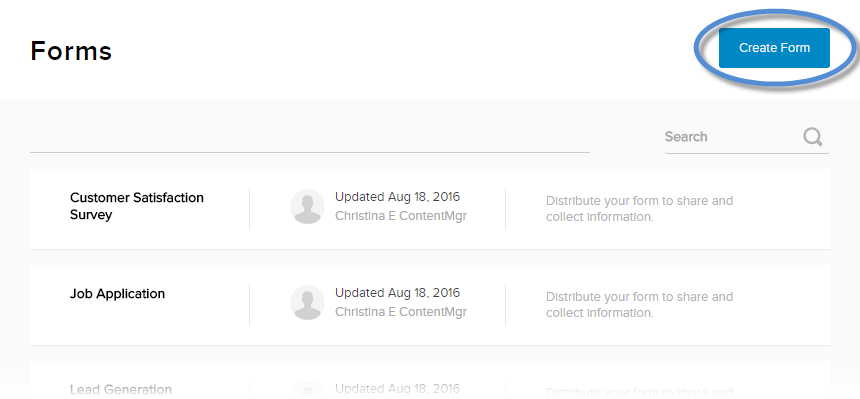 Forms
Create Form
Search
Customer Satisfaction
Survey
Updated Aug 18, 2016
Christina E ContentMgr
Distribute your form to share and
collect information.
Job Application
Updated Aug 18, 2016
Christina E ContentMgr
Distribute your form to share and
collect information.
Lead Generation
Updated Aug 18, 2016
Distribute your form to share and